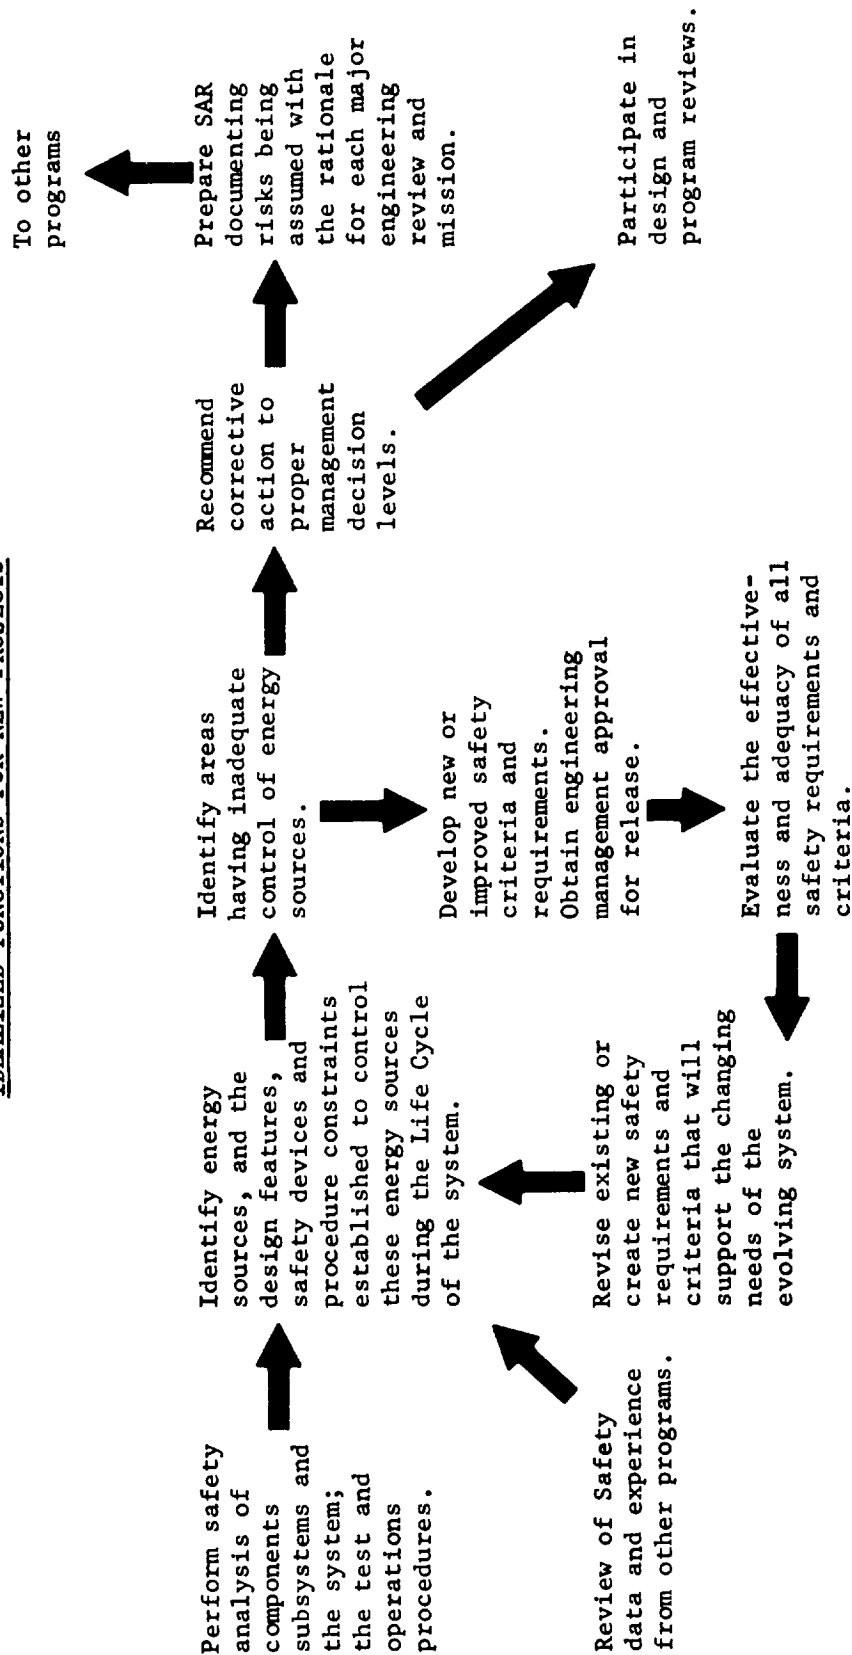 IDEALIZED FUNCTIONS FOR NEW PROJECTS
To other
programs
Perform safety
analysis of
components
subsystems and
the system;
the test and
operations
procedures.
Identify energy
sources, and the
design features,
safety devices and
procedure constraints
established to control
these energy sources
during the Life Cycle
of the system.
Identify areas
having inadequate
control of energy
sources.
Recommend
corrective
action to
proper
management
decision
levels.
Prepare SAR
documenting
risks being
assumed with
the rationale
for each major
engineering
review and
mission.
Develop new or
improved safety
criteria and
requirements.
Obtain engineering
management approval
for release.
Review of Safety
data and experience
from other programs.
Revise existing or
create new safety
requirements and
criteria that will
support the changing
needs of the
evolving system.
Evaluate the effective-
ness and adequacy of all
safety requirements and
criteria.
Participate in
design and
program reviews.